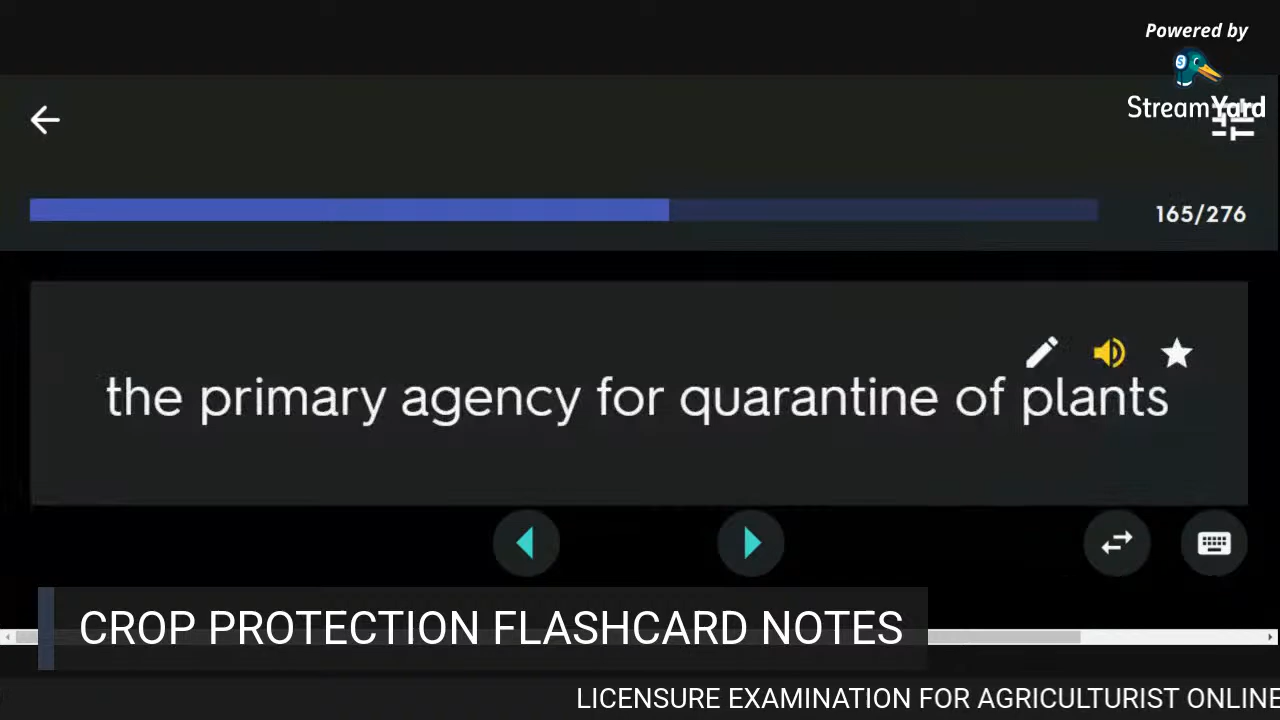 Powered by
StreamYard
165/276
the primary agency for quarantine of plants
CROP PROTECTION FLASHCARD NOTES
LICENSURE EXAMINATION FOR AGRICULTURIST ONLINE